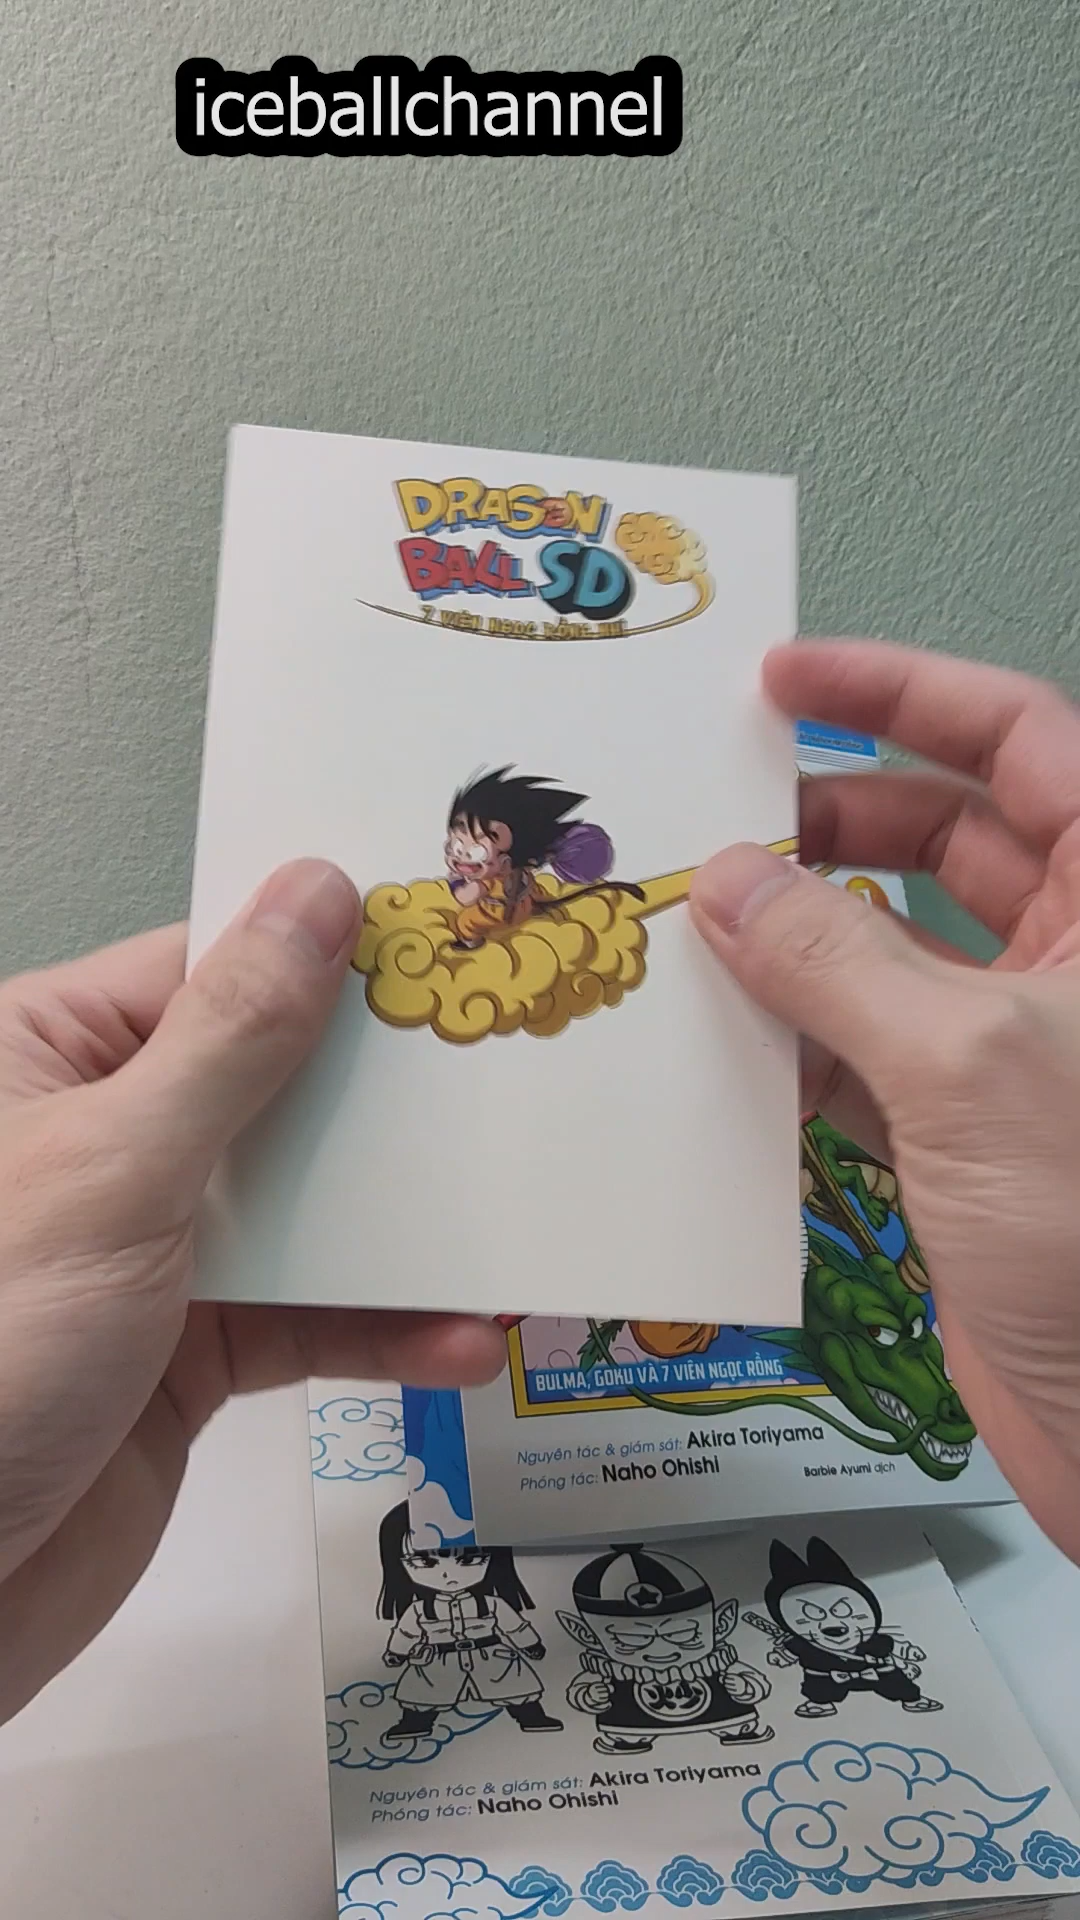 iceballchannel
DRAGON
BALL SD
7 VIÊN NGỌC RỒNG NHÍ
BULMA, GOKU VÀ 7 VIÊN NGỌC RỒNG
Nguyên tác & giám sát: Akira Toriyama
Phóng tác: Naho Ohishi
Barbie Ayumi dịch
Nguyên tác & giám sát: Akira Toriyama
Phóng tác: Naho Ohishi